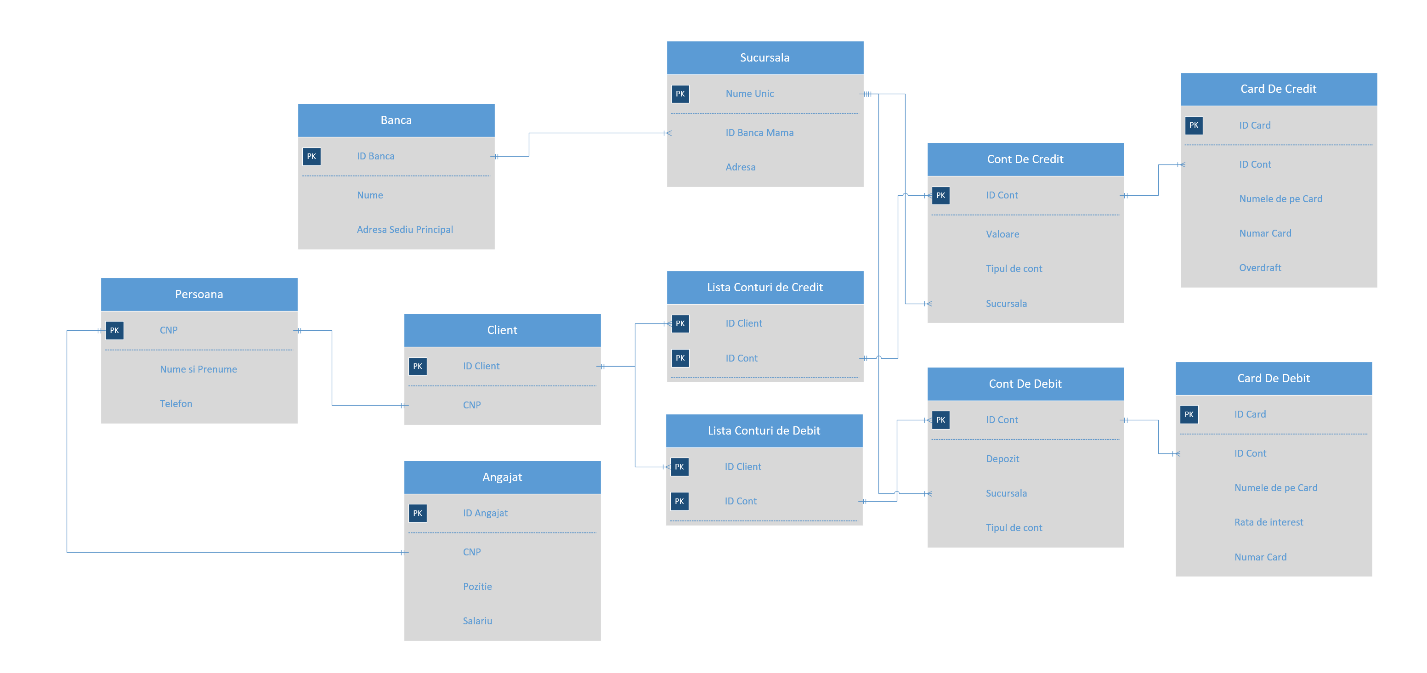 Sucursala
PK Nume Unic
ID Banca Mama
Adresa
Card De Credit
PK ID Card
ID Cont
Numele de pe Card
Numar Card
Overdraft
Banca
PK ID Banca
Nume
Adresa Sediu Principal
Cont De Credit
PK ID Cont
Valoare
Tipul de cont
Sucursala
Persoana
PK CNP
Nume si Prenume
Telefon
Client
PK ID Client
CNP
Lista Conturi de Credit
PK ID Client
PK ID Cont
Lista Conturi de Debit
PK ID Client
PK ID Cont
Cont De Debit
PK ID Cont
Depozit
Sucursala
Tipul de cont
Card De Debit
PK ID Card
ID Cont
Numele de pe Card
Rata de interest
Numar Card
Angajat
PK ID Angajat
CNP
Pozitie
Salariu